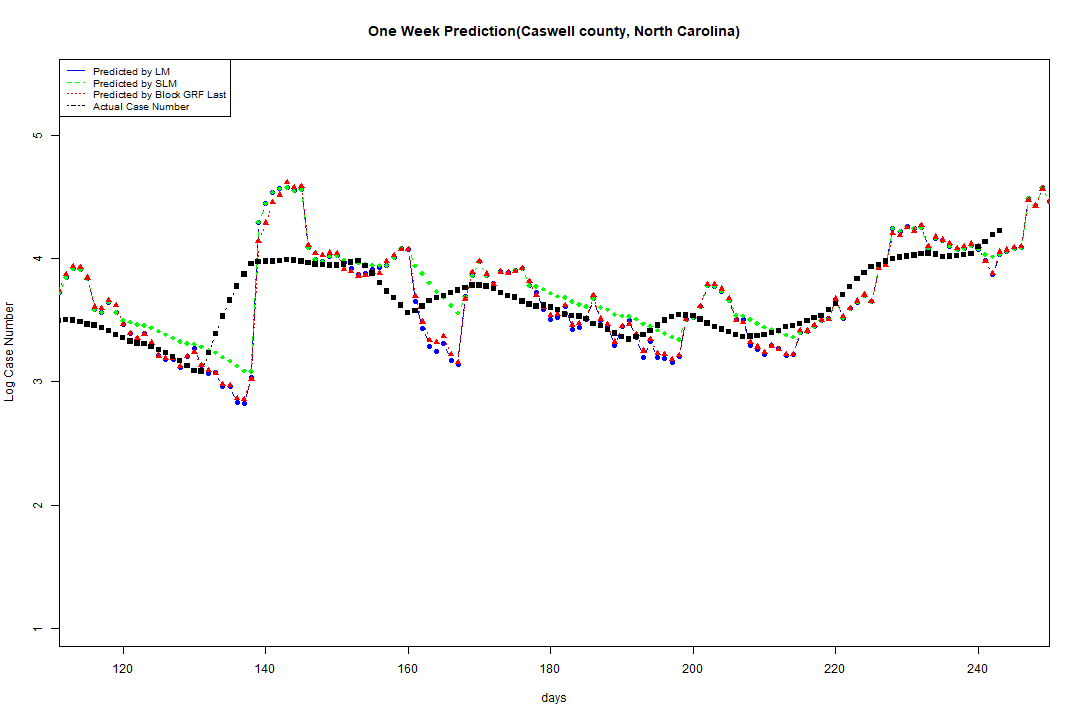 One Week Prediction(Caswell county, North Carolina)
Predicted by LM
Predicted by SLM
Predicted by Block GRF Last
Actual Case Number
5
4
3
2
1
Log Case Number
120 140 160 180 200 220 240
days